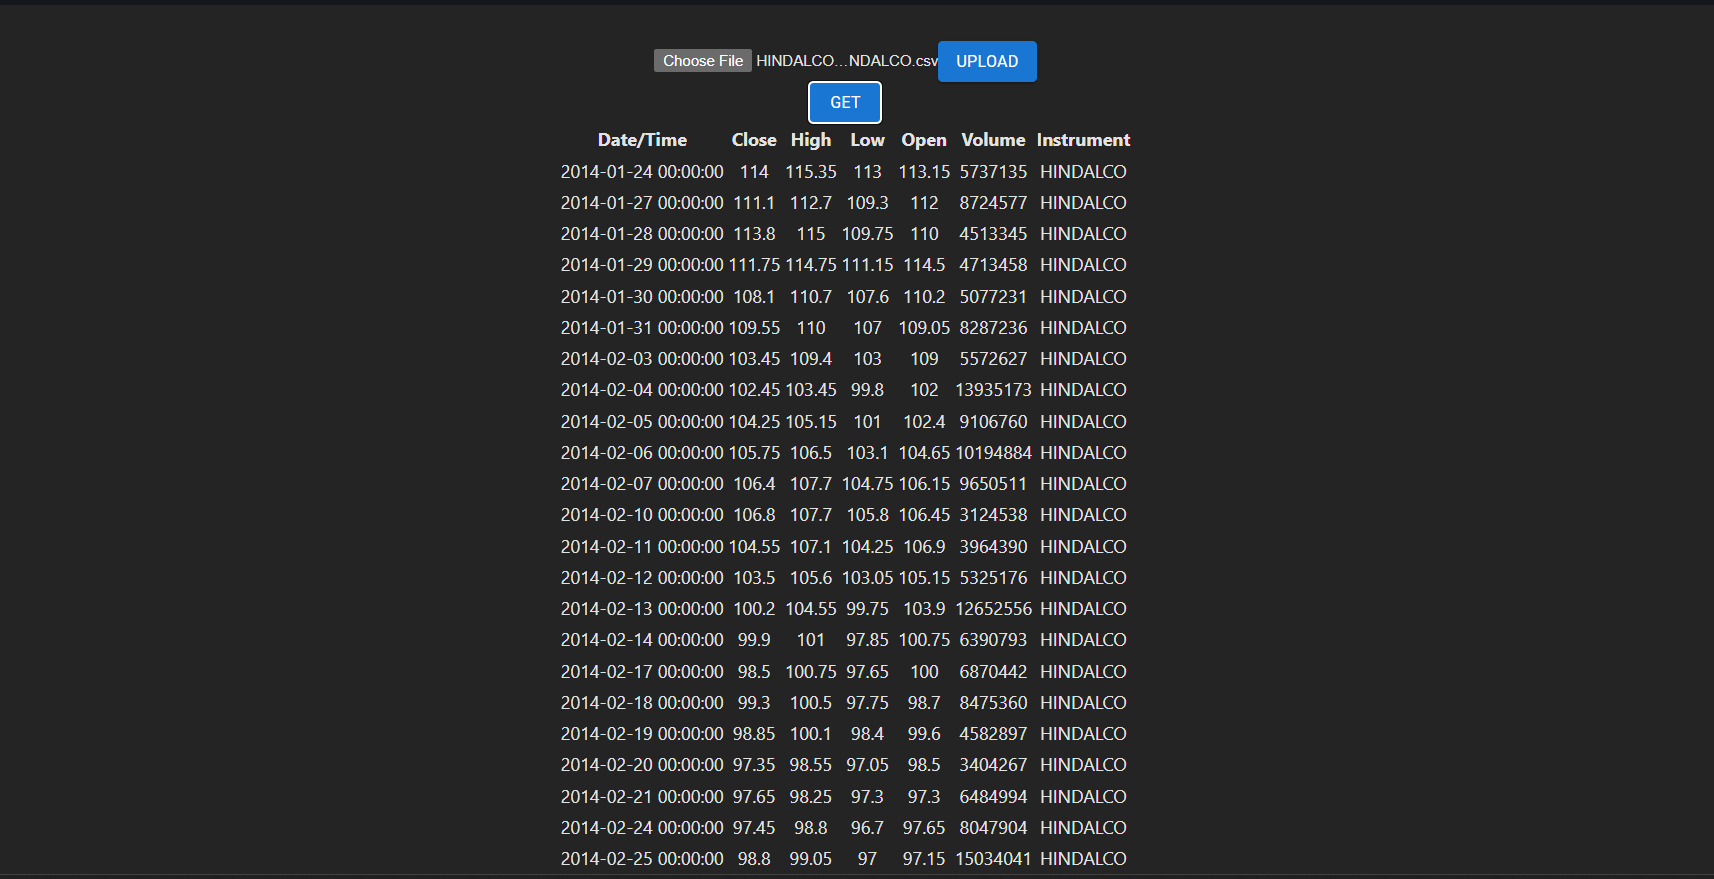 Choose File HINDALCO...NDALCO.csv UPLOAD
GET
Date/Time Close High Low Open Volume Instrument
2014-01-24 00:00:00 114 115.35 113 113.15 5737135 HINDALCO
2014-01-27 00:00:00 111.1 112.7 109.3 112 8724577 HINDALCO
2014-01-28 00:00:00 113.8 115 109.75 110 4513345 HINDALCO
2014-01-29 00:00:00 111.75 114.75 111.15 114.5 4713458 HINDALCO
2014-01-30 00:00:00 108.1 110.7 107.6 110.2 5077231 HINDALCO
2014-01-31 00:00:00 109.55 110 107 109.05 8287236 HINDALCO
2014-02-03 00:00:00 103.45 109.4 103 109 5572627 HINDALCO
2014-02-04 00:00:00 102.45 103.45 99.8 102 13935173 HINDALCO
2014-02-05 00:00:00 104.25 105.15 101 102.4 9106760 HINDALCO
2014-02-06 00:00:00 105.75 106.5 103.1 104.65 10194884 HINDALCO
2014-02-07 00:00:00 106.4 107.7 104.75 106.15 9650511 HINDALCO
2014-02-10 00:00:00 106.8 107.7 105.8 106.45 3124538 HINDALCO
2014-02-11 00:00:00 104.55 107.1 104.25 106.9 3964390 HINDALCO
2014-02-12 00:00:00 103.5 105.6 103.05 105.15 5325176 HINDALCO
2014-02-13 00:00:00 100.2 104.55 99.75 103.9 12652556 HINDALCO
2014-02-14 00:00:00 99.9 101 97.85 100.75 6390793 HINDALCO
2014-02-17 00:00:00 98.5 100.75 97.65 100 6870442 HINDALCO
2014-02-18 00:00:00 99.3 100.5 97.75 98.7 8475360 HINDALCO
2014-02-19 00:00:00 98.85 100.1 98.4 99.6 4582897 HINDALCO
2014-02-20 00:00:00 97.35 98.55 97.05 98.5 3404267 HINDALCO
2014-02-21 00:00:00 97.65 98.25 97.3 97.3 6484994 HINDALCO
2014-02-24 00:00:00 97.45 98.8 96.7 97.65 8047904 HINDALCO
2014-02-25 00:00:00 98.8 99.05 97 97.15 15034041 HINDALCO